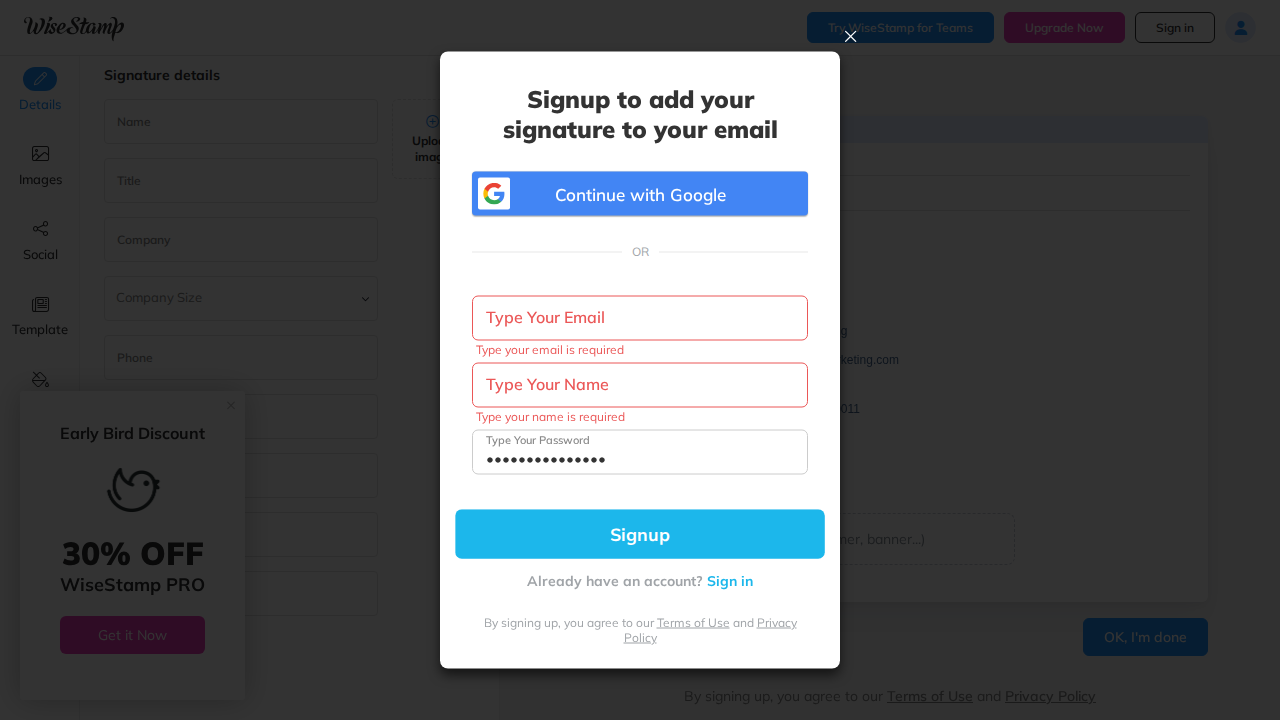 WiseStamp
Try WiseStamp for Teams
Upgrade Now
Sign in
Details
Images
Social
Template
Signature details
Name
Title
Company
Company Size
Phone
Early Bird Discount
30% OFF
WiseStamp PRO
Get it Now
Signup to add your
signature to your email
Continue with Google
OR
Type Your Email
Type your email is required
Type Your Name
Type your name is required
Type Your Password
•••••••••••••••
Signup
Already have an account? Sign in
By signing up, you agree to our Terms of Use and Privacy
Policy
keting.com
011
banner...)
OK, I'm done
By signing up, you agree to our Terms of Use and Privacy Policy